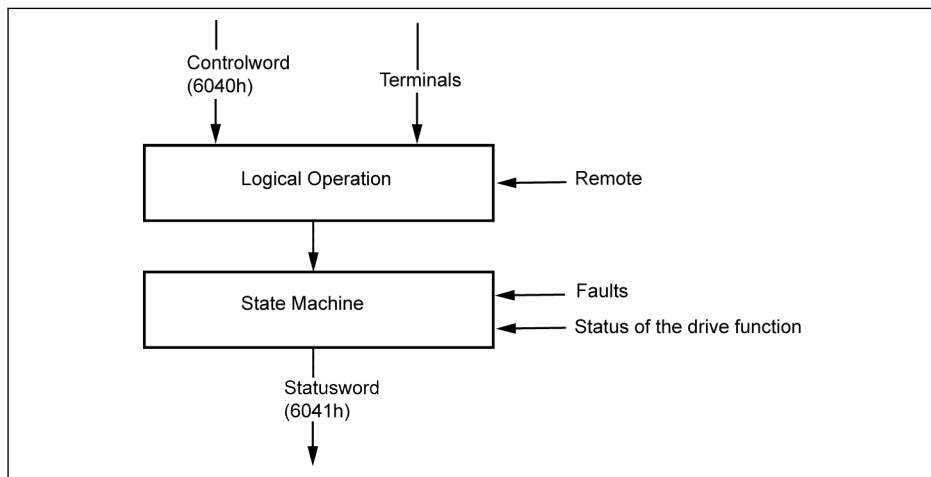 Controlword
(6040h)
Terminals
Logical Operation
Remote
State Machine
Faults
Status of the drive function
Statusword
(6041h)